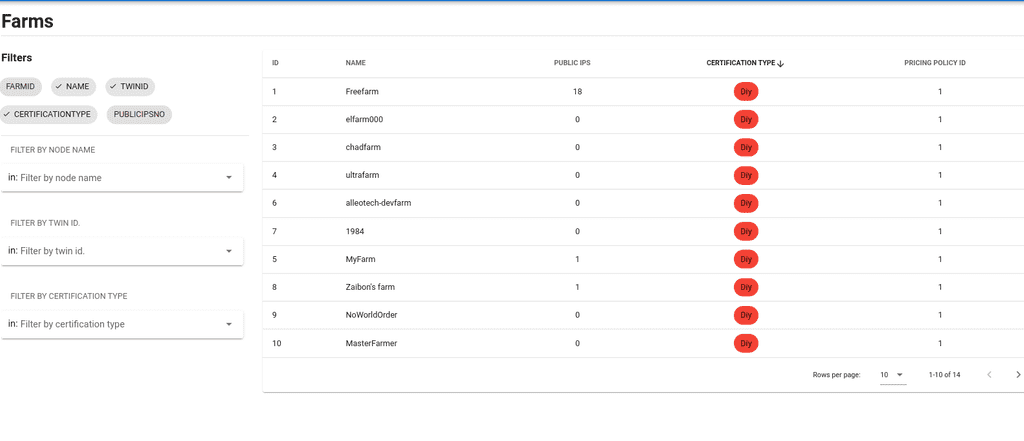 Farms
Filters
FARMID NAME TWINID
CERTIFICATIONTYPE PUBLICIPSNO
FILTER BY NODE NAME
in: Filter by node name
FILTER BY TWIN ID.
in: Filter by twin id.
FILTER BY CERTIFICATION TYPE
in: Filter by certification type
ID NAME PUBLIC IPS CERTIFICATION TYPE PRICING POLICY ID
1 Freefarm 18 Diy 1
2 elfarm000 0 Diy 1
3 chadfarm 0 Diy 1
4 ultrafarm 0 Diy 1
6 alleotech-devfarm 0 Diy 1
7 1984 0 Diy 1
5 MyFarm 1 Diy 1
8 Zaibon's farm 1 Diy 1
9 NoWorldOrder 0 Diy 1
10 MasterFarmer 0 Diy 1
Rows per page: 10 1-10 of 14